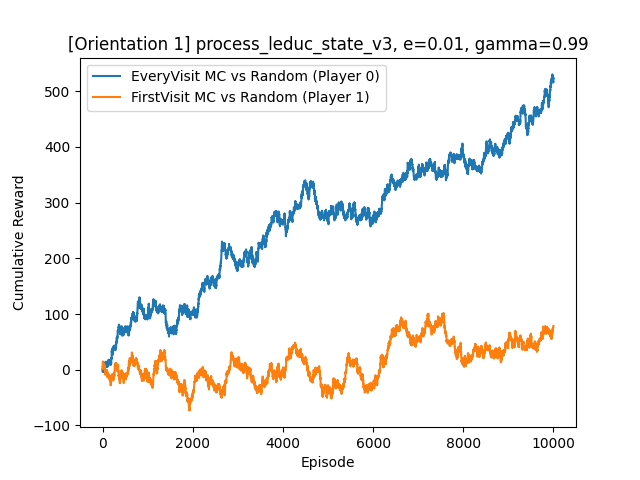 [Orientation 1] process_leduc_state_v3, e=0.01, gamma=0.99
EveryVisit MC vs Random (Player 0)
FirstVisit MC vs Random (Player 1)
Cumulative Reward
500
400
300
200
100
0
−100
0
2000
4000
6000
8000
10000
Episode